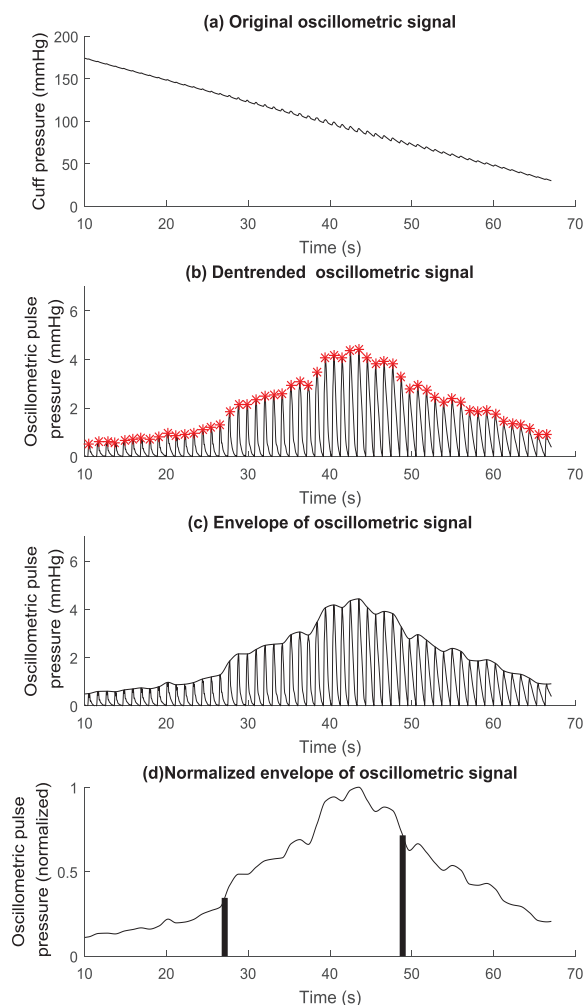 (a) Original oscillometric signal
Cuff pressure (mmHg)
200
150
100
50
0
10 20 30 40 50 60 70
Time (s)
(b) Dentrended oscillometric signal
Oscillometric pulse
pressure (mmHg)
6
4
2
0
10 20 30 40 50 60 70
Time (s)
(c) Envelope of oscillometric signal
Oscillometric pulse
pressure (mmHg)
6
4
2
0
10 20 30 40 50 60 70
Time (s)
(d)Normalized envelope of oscillometric signal
Oscillometric pulse
pressure (normalized)
1
0.5
0
10 20 30 40 50 60 70
Time (s)